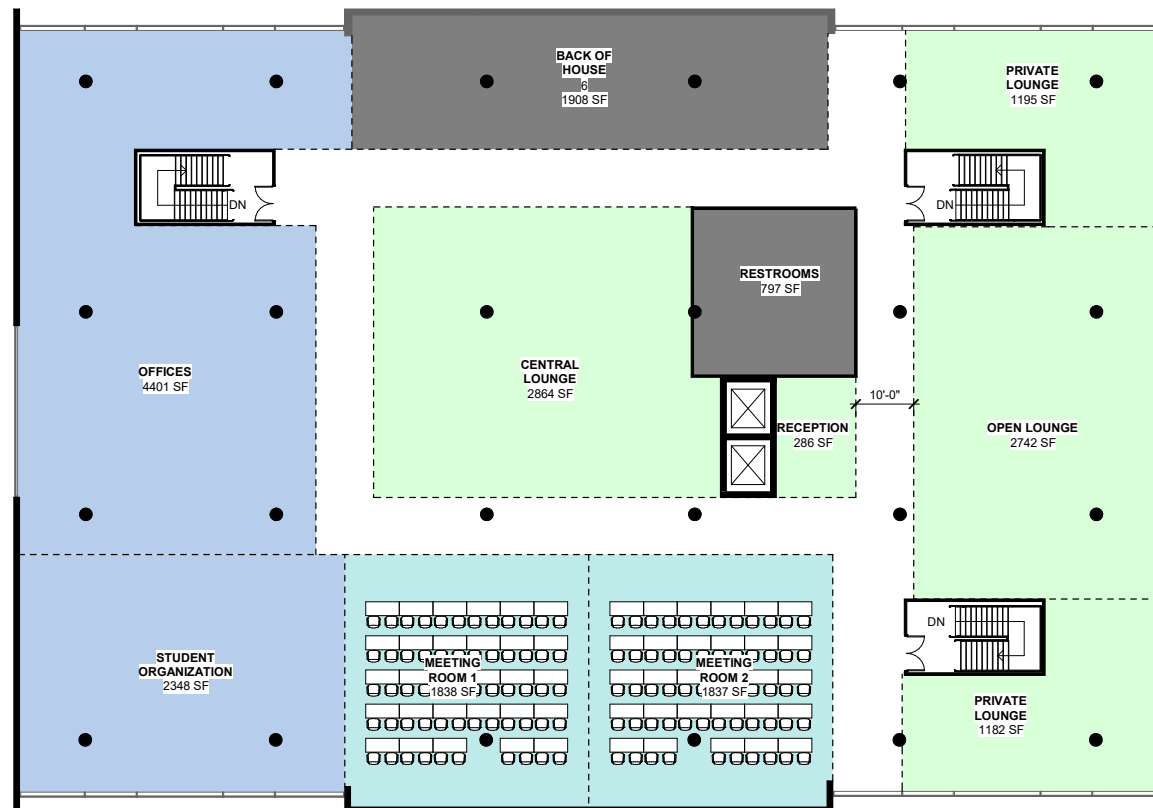 BACK OF
HOUSE
6
1908 SF
PRIVATE
LOUNGE
1195 SF
DN
DN
RESTROOMS
797 SF
OFFICES
4401 SF
CENTRAL
LOUNGE
2864 SF
10'-0"
RECEPTION
286 SF
OPEN LOUNGE
2742 SF
DN
STUDENT
ORGANIZATION
2348 SF
MEETING
ROOM 1
1838 SF
MEETING
ROOM 2
1837 SF
PRIVATE
LOUNGE
1182 SF